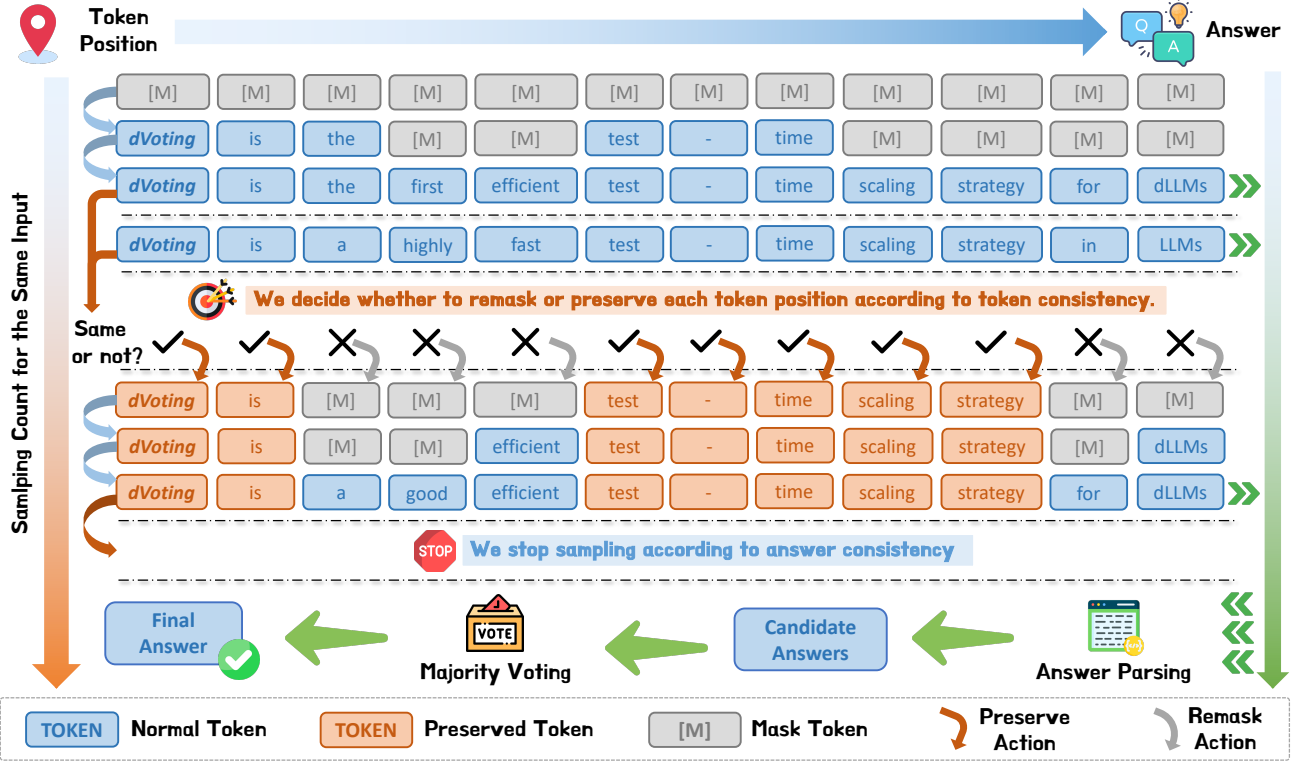 Token
Position
Q
A
Answer
[M] [M] [M] [M] [M] [M] [M] [M] [M] [M] [M] [M]
dVoting is the [M] [M] test - time [M] [M] [M] [M]
dVoting is the first efficient test - time scaling strategy for dLLMs
dVoting is a highly fast test - time scaling strategy in LLMs
We decide whether to remask or preserve each token position according to token consistency.
Same
or not?
dVoting is [M] [M] [M] test - time scaling strategy [M] [M]
dVoting is [M] [M] efficient test - time scaling strategy [M] dLLMs
dVoting is a good efficient test - time scaling strategy for dLLMs
Samlping Count for the Same Input
STOP We stop sampling according to answer consistency
Final
Answer
VOTE
Majority Voting
Candidate
Answers
Answer Parsing
TOKEN Normal Token
TOKEN Preserved Token
[M] Mask Token
Preserve
Action
Remask
Action